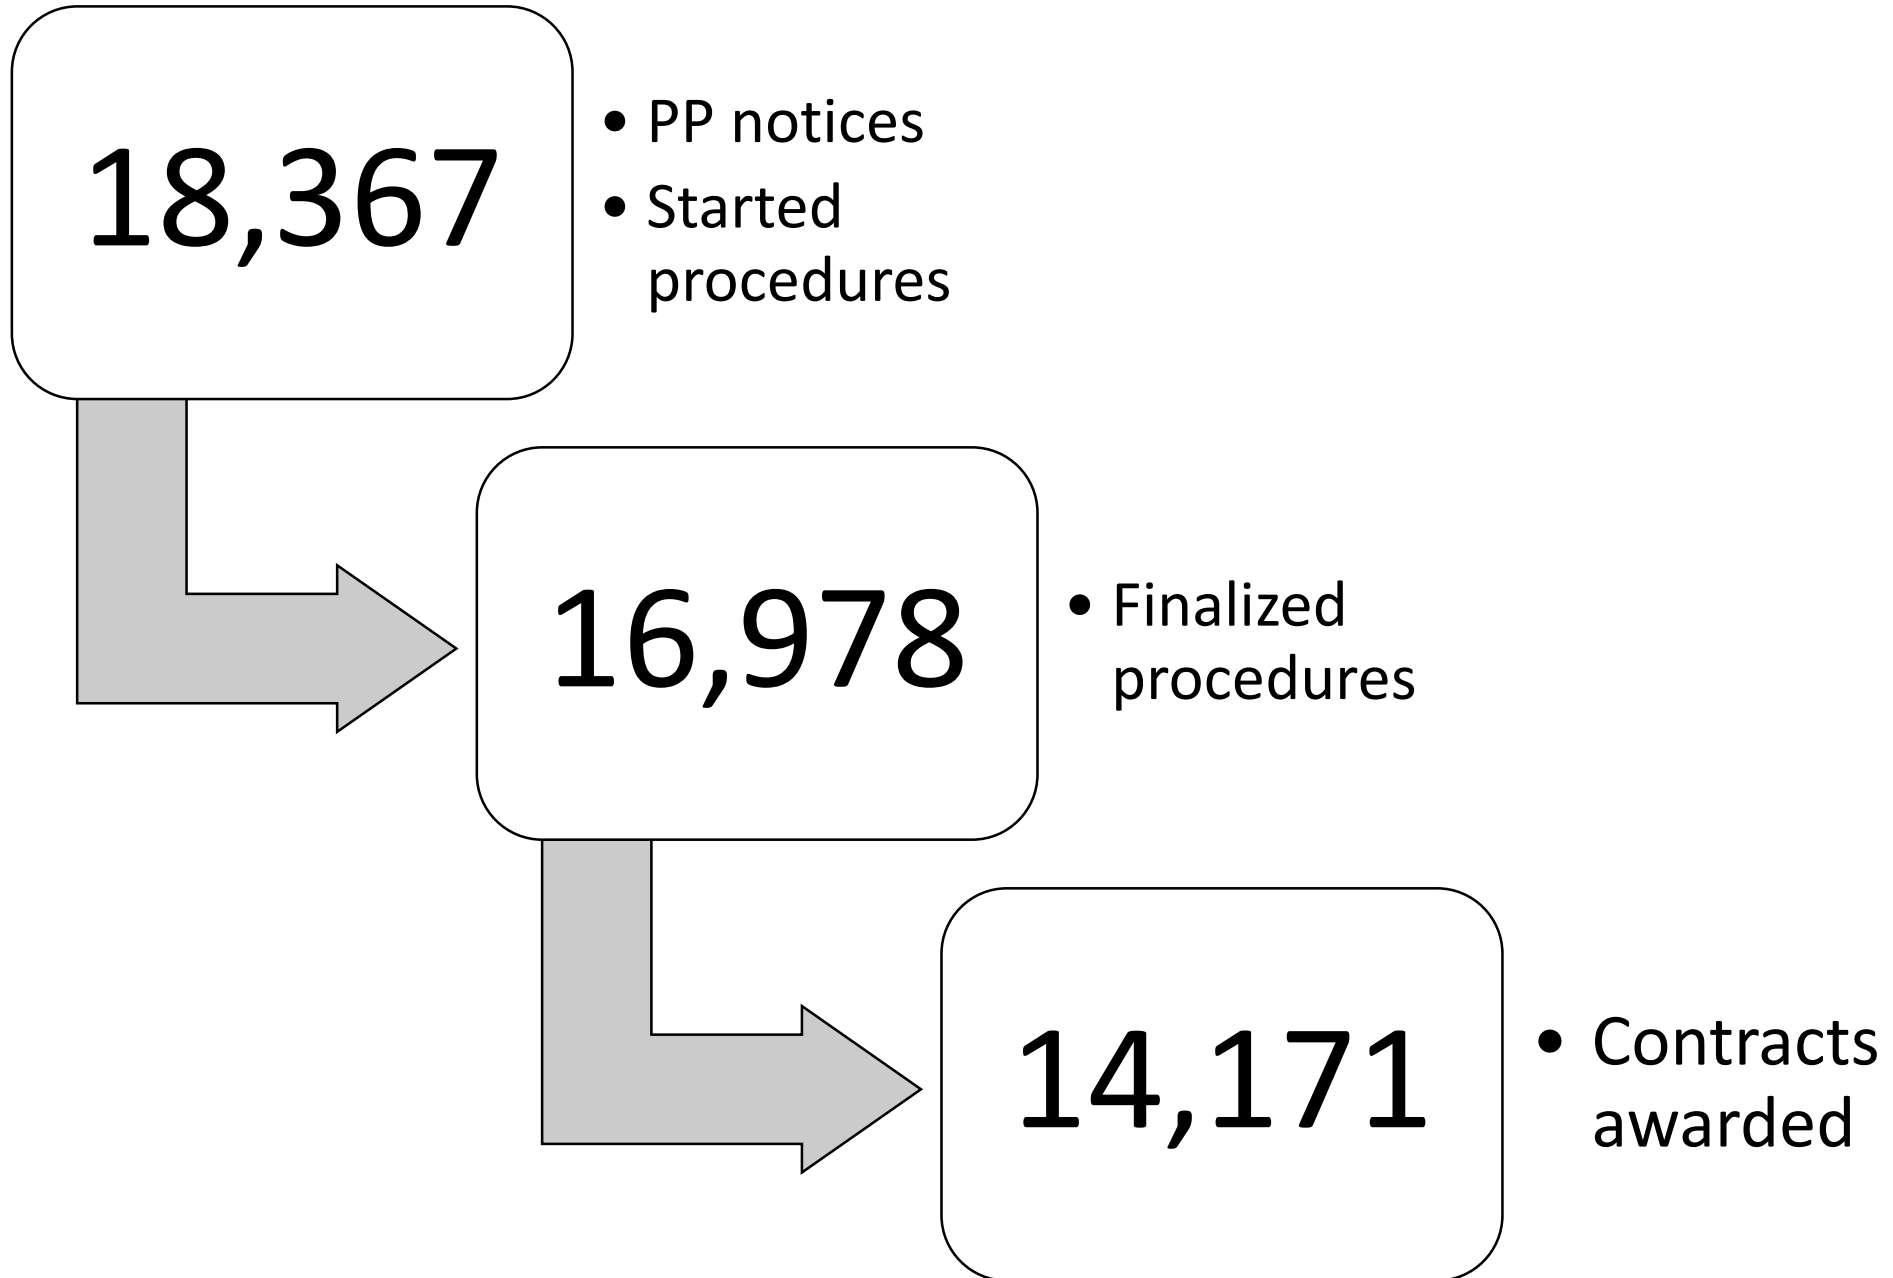 18,367
• PP notices
• Started
procedures
16,978
• Finalized
procedures
14,171
• Contracts
awarded